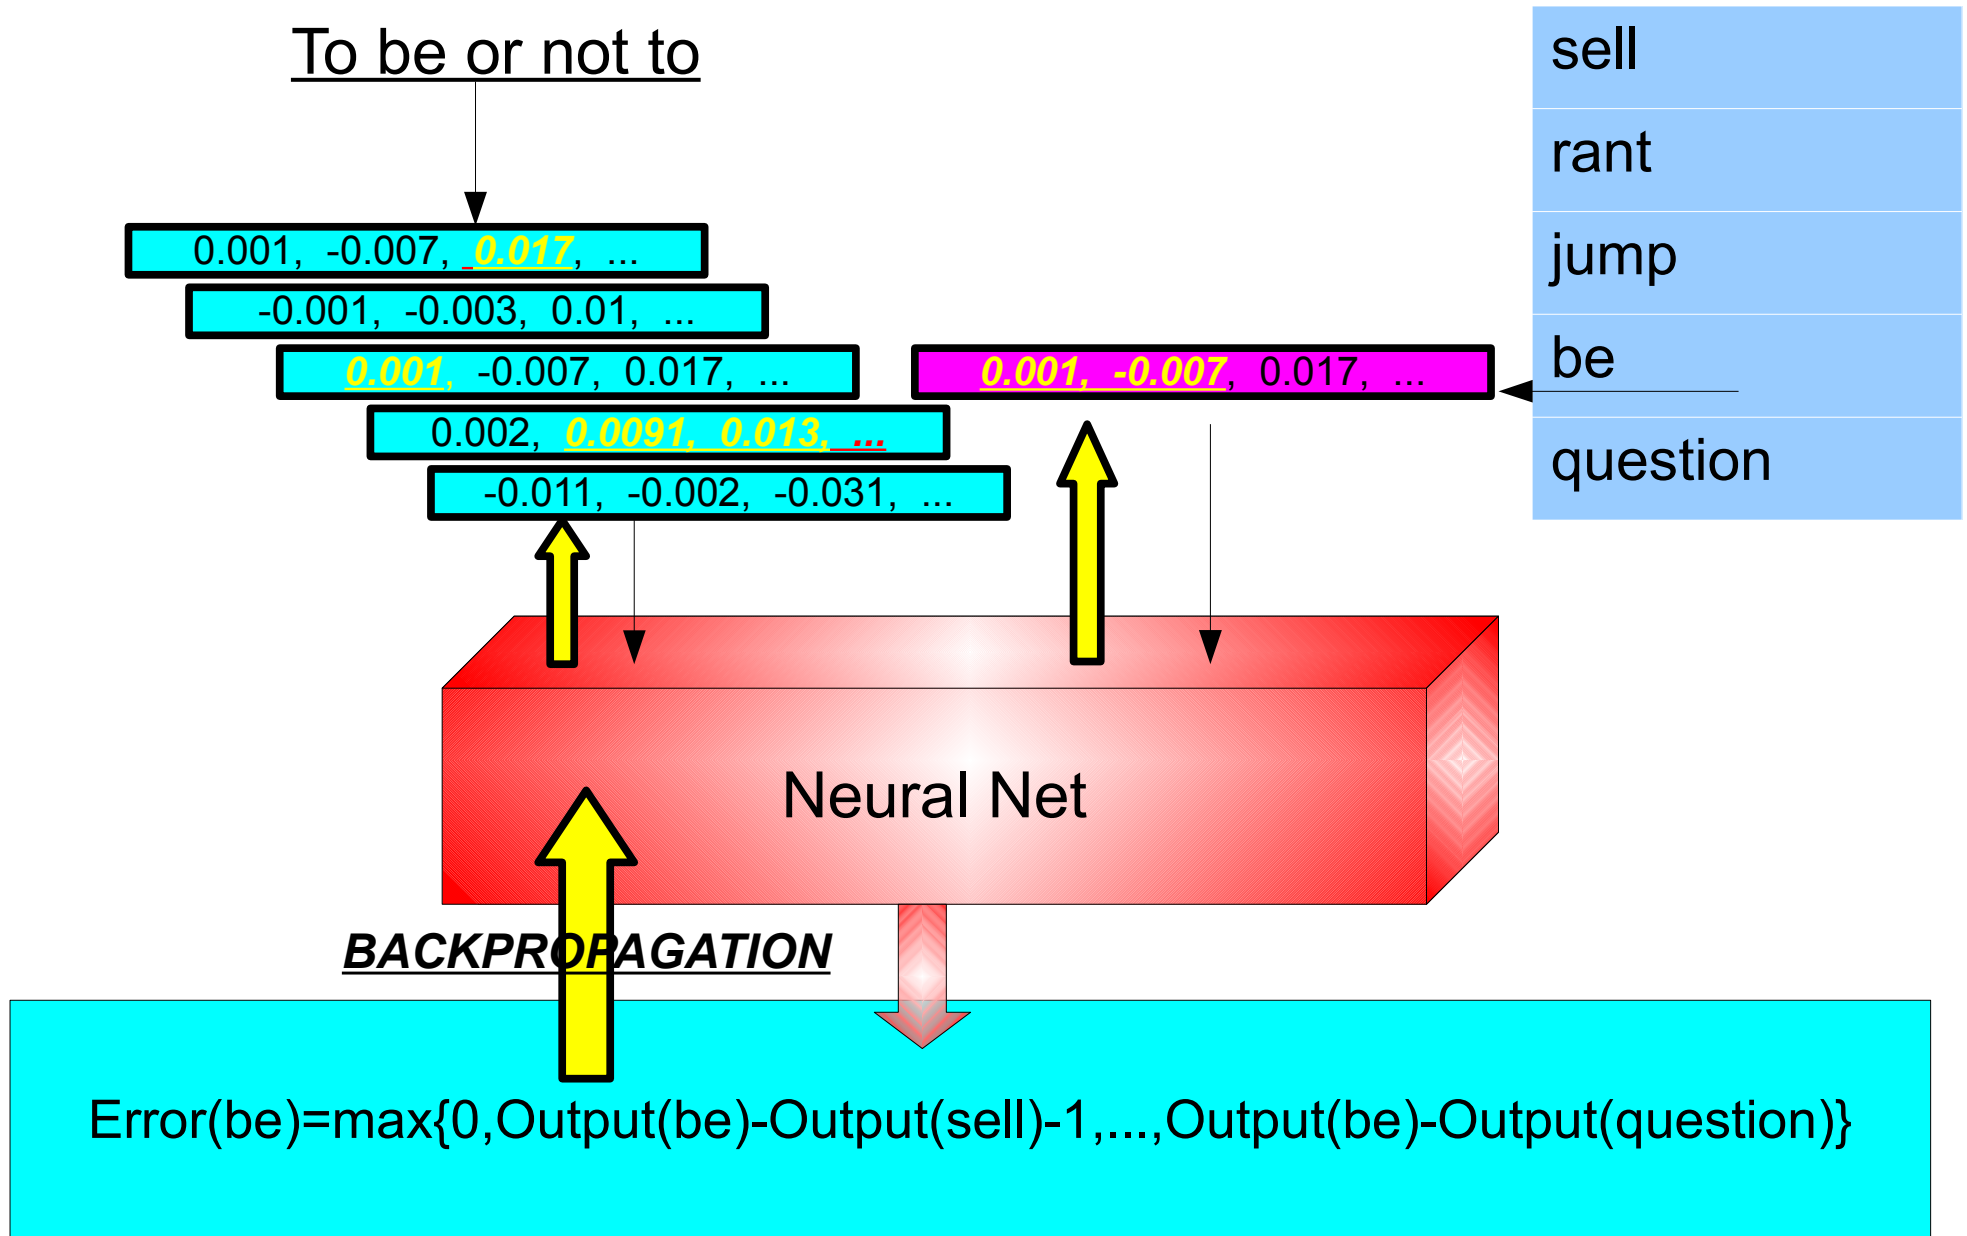 To be or not to
sell
rant
jump
be
question
0.001, -0.007, 0.017, ...
-0.001, -0.003, 0.01, ...
0.001, -0.007, 0.017, ...
0.002, 0.0091, 0.013, ...
-0.011, -0.002, -0.031, ...
0.001, -0.007, 0.017, ...
Neural Net
BACKPROPAGATION
Error(be)=max{0,Output(be)-Output(sell)-1,...,Output(be)-Output(question)}